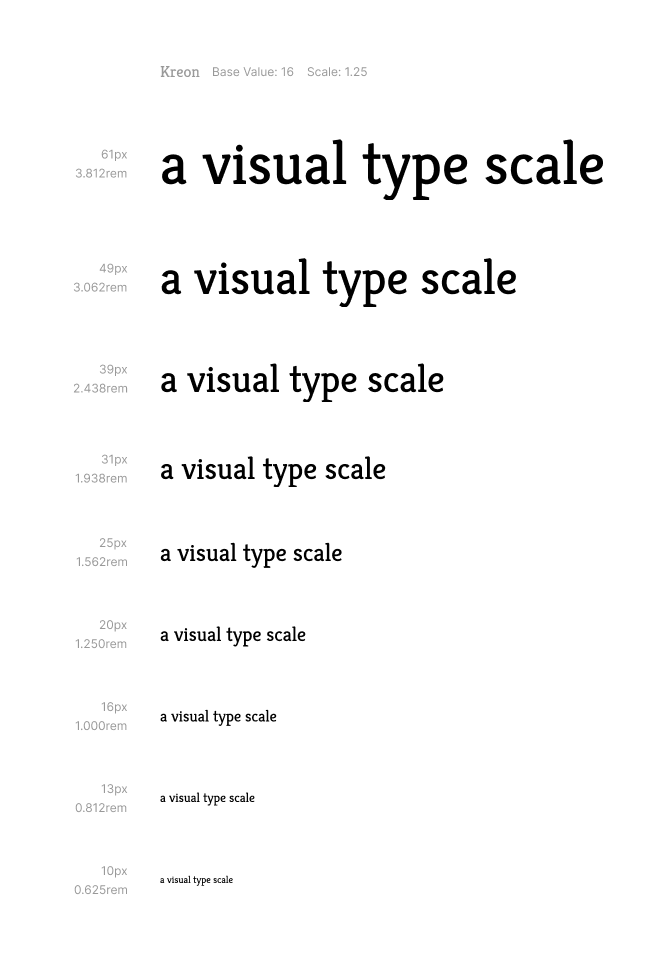 Kreon Base Value: 16 Scale: 1.25
61px
3.812rem
a visual type scale
49px
3.062rem
a visual type scale
39px
2.438rem
a visual type scale
31px
1.938rem
a visual type scale
25px
1.562rem
a visual type scale
20px
1.250rem
a visual type scale
16px
1.000rem
a visual type scale
13px
0.812rem
a visual type scale
10px
0.625rem
a visual type scale